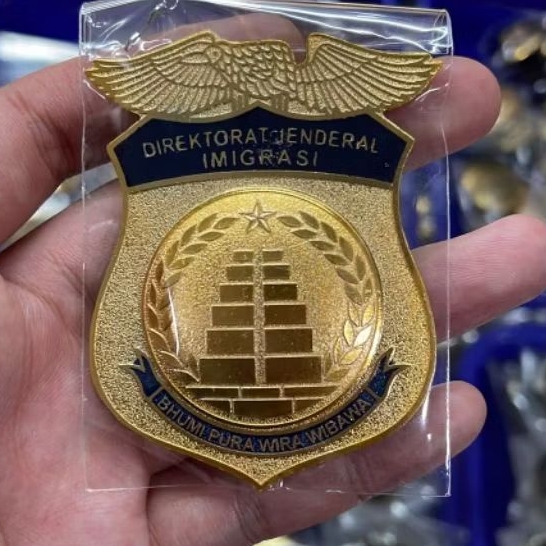 DIREKTORAT JENDERAL
IMIGRASI
BHUMI PURA WIRA WIBAWA